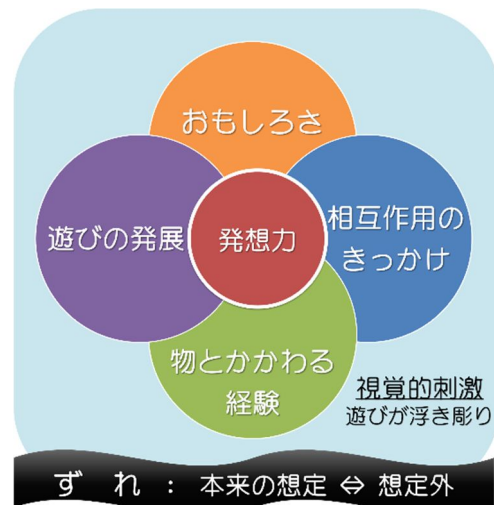 おもしろさ
遊びの発展
発想力
相互作用の
きっかけ
物とかかわる
経験
視覚的刺激
遊びが浮き彫り
ずれ：本来の想定 ⇔ 想定外